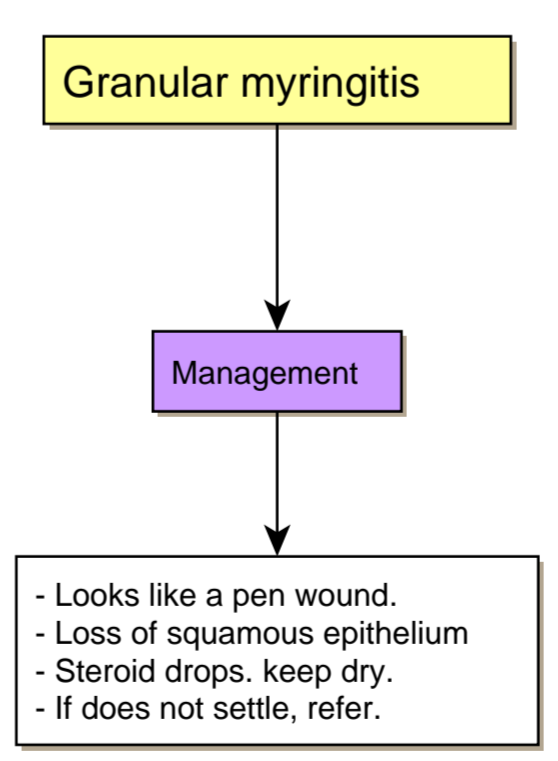 Granular myringitis
Management
- Looks like a pen wound.
- Loss of squamous epithelium
- Steroid drops. keep dry.
- If does not settle, refer.